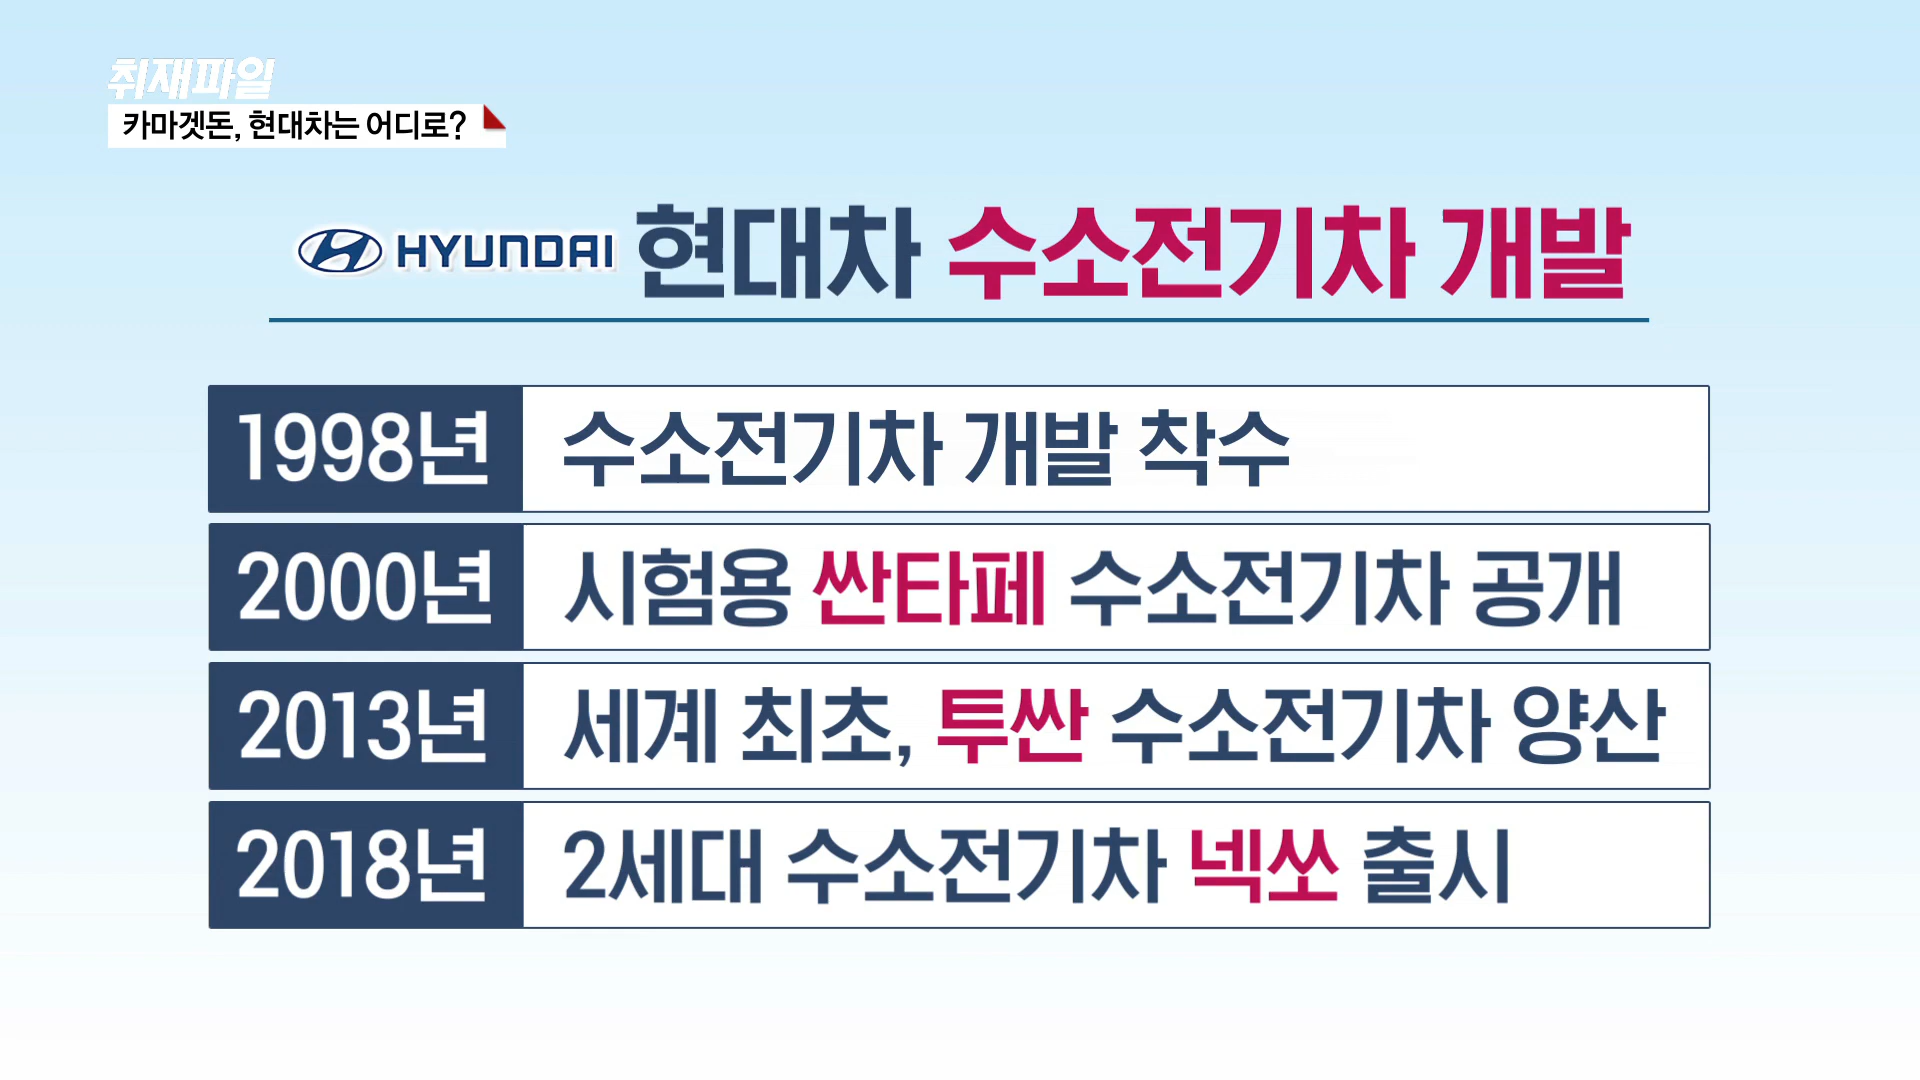 취재파일
카마겟돈, 현대차는 어디로?
HYUNDAI 현대차 수소전기차 개발
1998년 수소전기차 개발 착수
2000년 시험용 싼타페 수소전기차 공개
2013년 세계 최초, 투싼 수소전기차 양산
2018년 2세대 수소전기차 넥쏘 출시